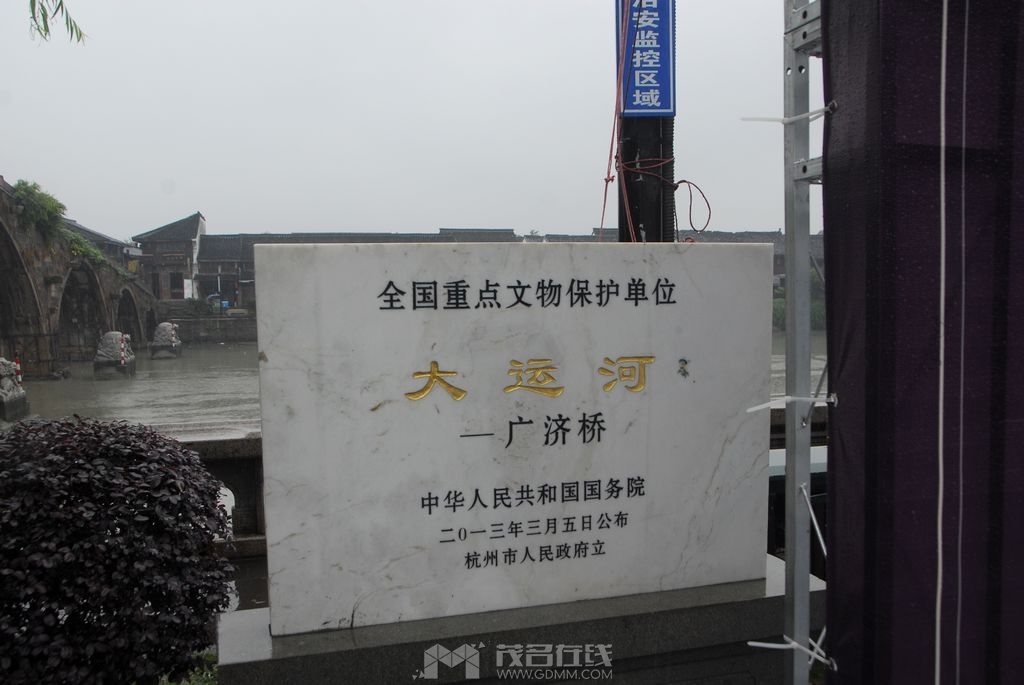 治安监控区域
全国重点文物保护单位
大运河
—广济桥
中华人民共和国国务院
二0一三年三月五日公布
杭州市人民政府立
茂名在线
WWW.GDMM.COM